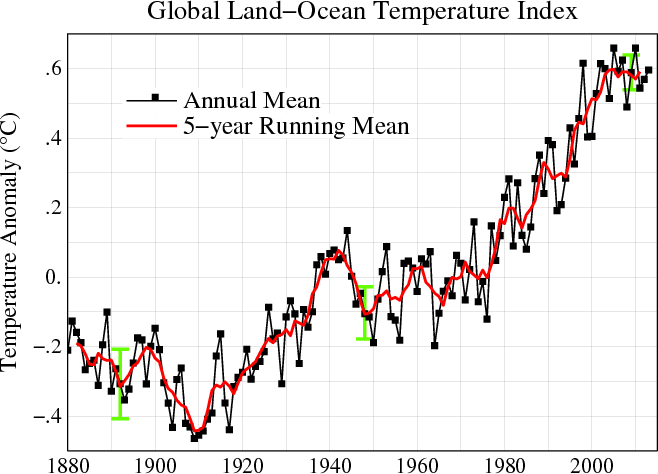 Global Land−Ocean Temperature Index
Temperature Anomaly (°C)
.6
.4
.2
0.
−.2
−.4
Annual Mean
5−year Running Mean
1880 1900 1920 1940 1960 1980 2000